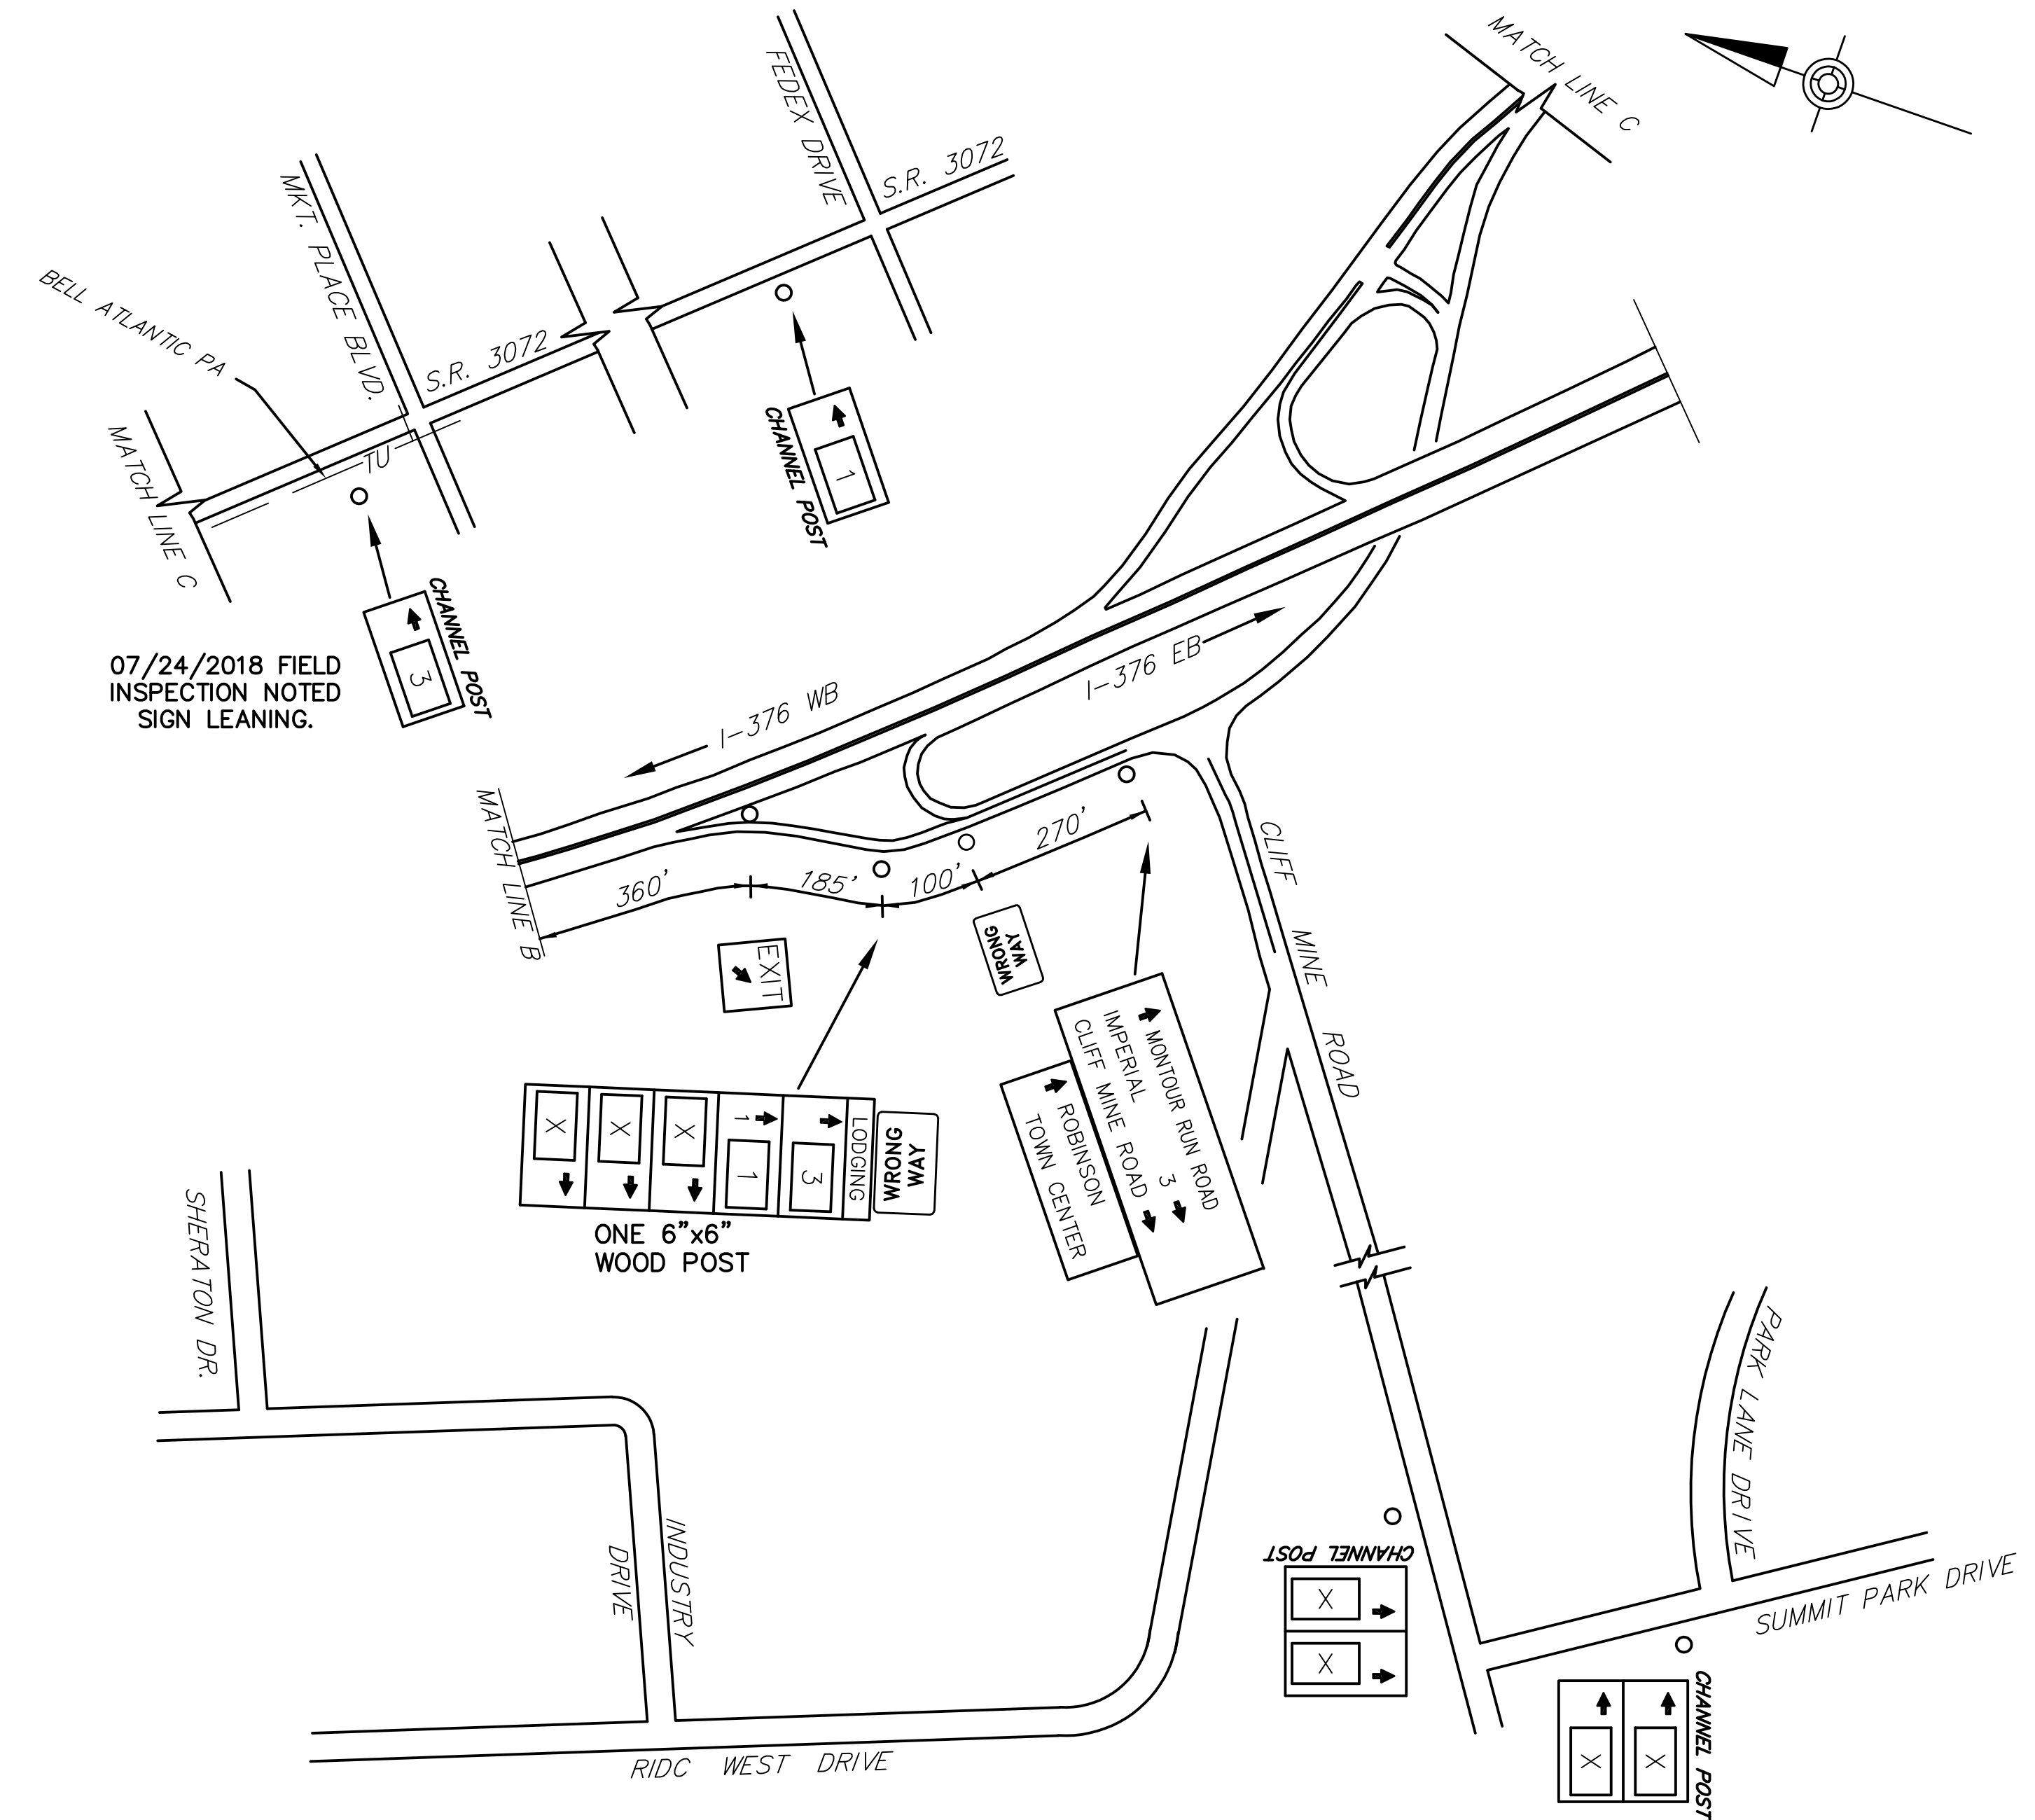 MATCH LINE C
FEDEX DRIVE
S.R. 3072
MKT. PLACE BLVD.
BELL ATLANTIC PA
S.R. 3072
TU
MATCH LINE C
CHANNEL POST
1
CHANNEL POST
3
07/24/2018 FIELD
INSPECTION NOTED
SIGN LEANING.
I-376 WB
I-376 EB
MATCH LINE B
360'
185'
100'
270'
CLIFF MINE ROAD
EXIT
WRONG
WAY
MONTOUR RUN ROAD
IMPERIAL 3
CLIFF MINE ROAD
ROBINSON
TOWN CENTER
WRONG
WAY
LODGING
3
1
1
X
X
X
ONE 6"x6"
WOOD POST
SHERATON DR.
INDUSTRY
DRIVE
RIDC WEST DRIVE
PARK LANE DRIVE
SUMMIT PARK DRIVE
CHANNEL POST
X
X
CHANNEL POST
X
X